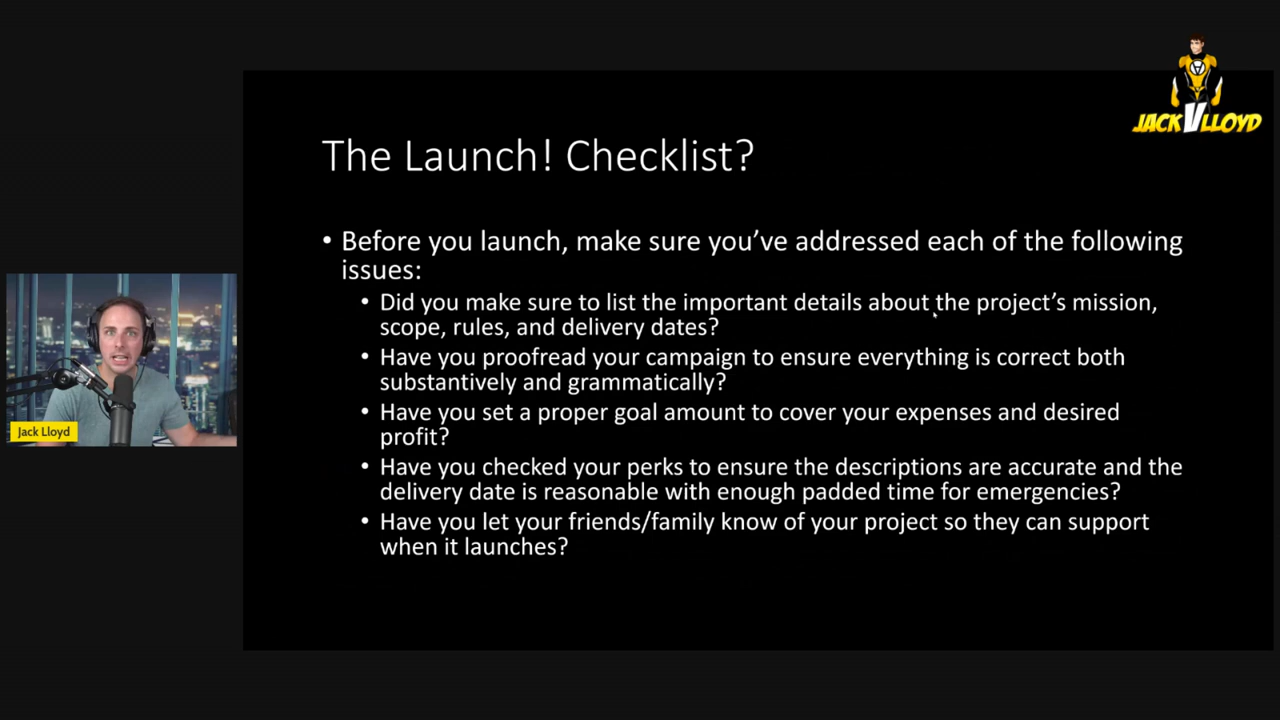 JACK V LLOYD
The Launch! Checklist?
• Before you launch, make sure you've addressed each of the following
issues:
• Did you make sure to list the important details about the project's mission,
scope, rules, and delivery dates?
• Have you proofread your campaign to ensure everything is correct both
substantively and grammatically?
• Have you set a proper goal amount to cover your expenses and desired
profit?
• Have you checked your perks to ensure the descriptions are accurate and the
delivery date is reasonable with enough padded time for emergencies?
• Have you let your friends/family know of your project so they can support
when it launches?
Jack Lloyd